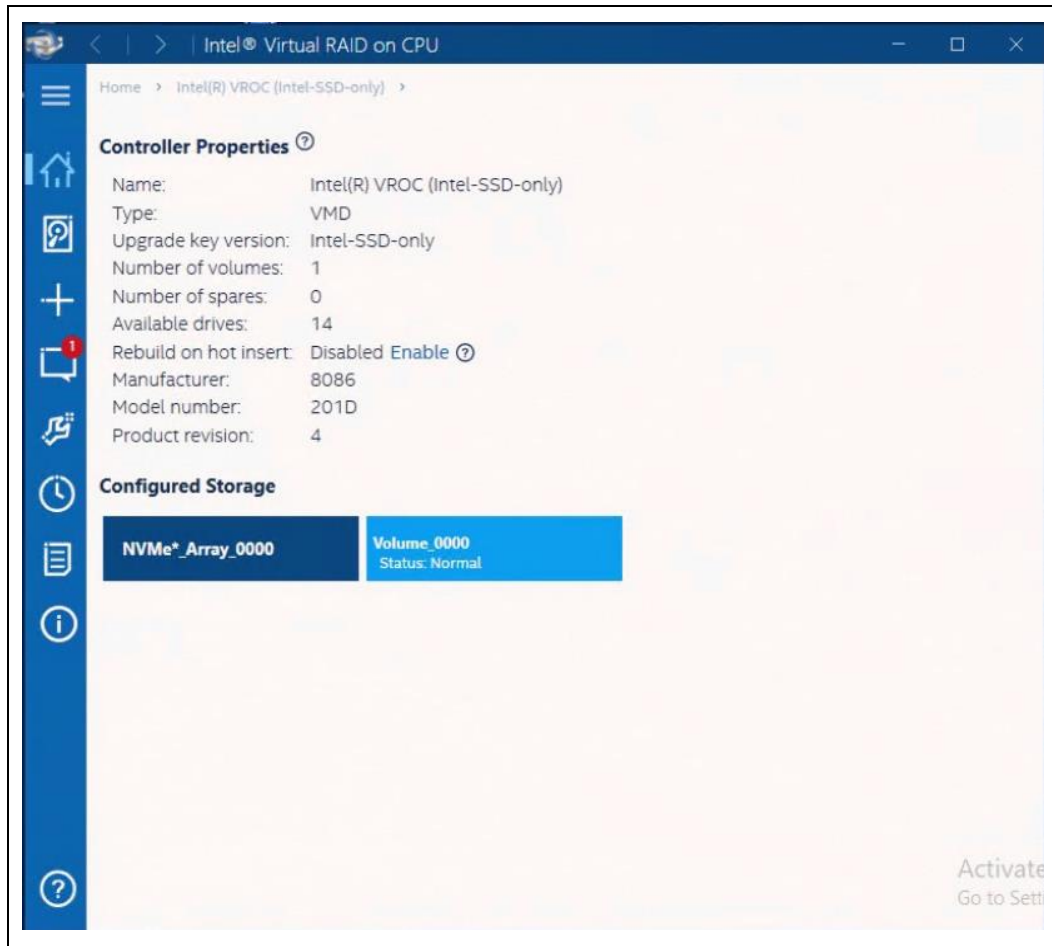 Intel® Virtual RAID on CPU
Home > Intel(R) VROC (Intel-SSD-only) >
Controller Properties ?
Name: Intel(R) VROC (Intel-SSD-only)
Type: VMD
Upgrade key version: Intel-SSD-only
Number of volumes: 1
Number of spares: 0
Available drives: 14
Rebuild on hot insert: Disabled Enable ?
Manufacturer: 8086
Model number: 201D
Product revision: 4
1
Configured Storage
NVMe*_Array_0000
Volume_0000
Status: Normal
Activate
Go to Sett